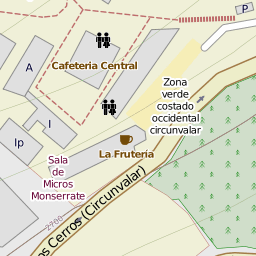 P
Cafeteria Central
A
Zona
verde
costado
occidental
circunvalar
I
Ip
La Frutería
Sala
de
Micros
Monserrate
2700
os Cerros (Circunvalar)